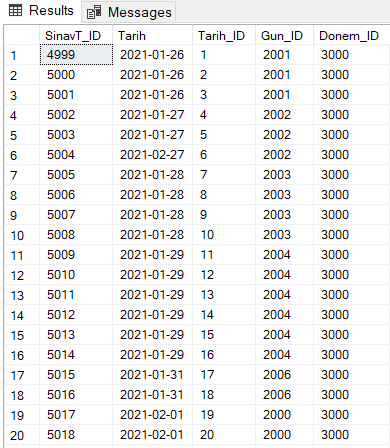 Results Messages
SinavT_ID Tarih Tarih_ID Gun_ID Donem_ID
1 4999 2021-01-26 1 2001 3000
2 5000 2021-01-26 2 2001 3000
3 5001 2021-01-26 3 2001 3000
4 5002 2021-01-27 4 2002 3000
5 5003 2021-01-27 5 2002 3000
6 5004 2021-02-27 6 2002 3000
7 5005 2021-01-28 7 2003 3000
8 5006 2021-01-28 8 2003 3000
9 5007 2021-01-28 9 2003 3000
10 5008 2021-01-28 10 2003 3000
11 5009 2021-01-29 11 2004 3000
12 5010 2021-01-29 12 2004 3000
13 5011 2021-01-29 13 2004 3000
14 5012 2021-01-29 14 2004 3000
15 5013 2021-01-29 15 2004 3000
16 5014 2021-01-29 16 2004 3000
17 5015 2021-01-31 17 2006 3000
18 5016 2021-01-31 18 2006 3000
19 5017 2021-02-01 19 2000 3000
20 5018 2021-02-01 20 2000 3000